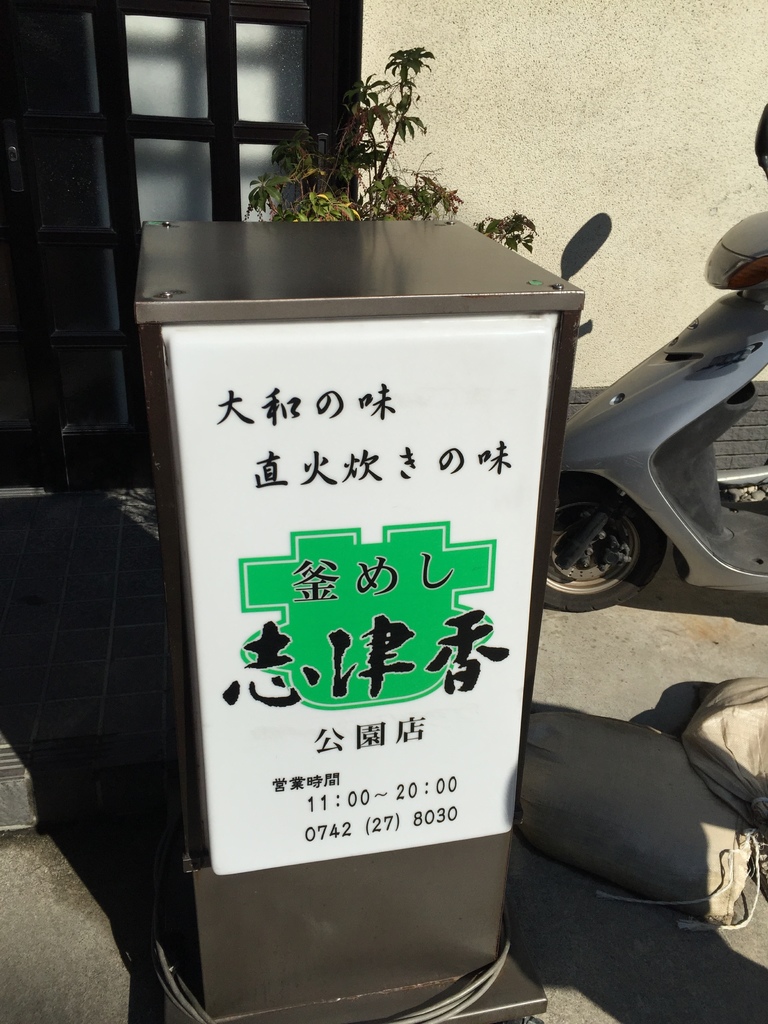 大和の味
直火炊きの味
釜めし
志津香
公園店
営業時間
11:00～20:00
0742 (27) 8030